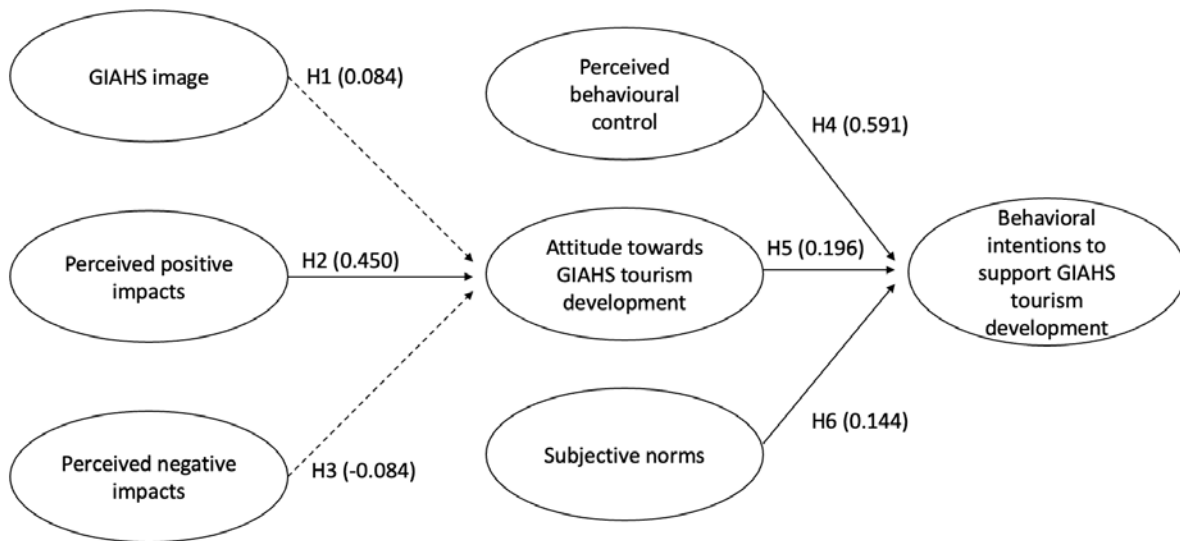 GIAHS image
H1 (0.084)
Perceived
behavioural
control
H4 (0.591)
Perceived positive
impacts
H2 (0.450)
Attitude towards
GIAHS tourism
development
H5 (0.196)
Behavioral
intentions to
support GIAHS
tourism
development
Perceived negative
impacts
H3 (-0.084)
Subjective norms
H6 (0.144)